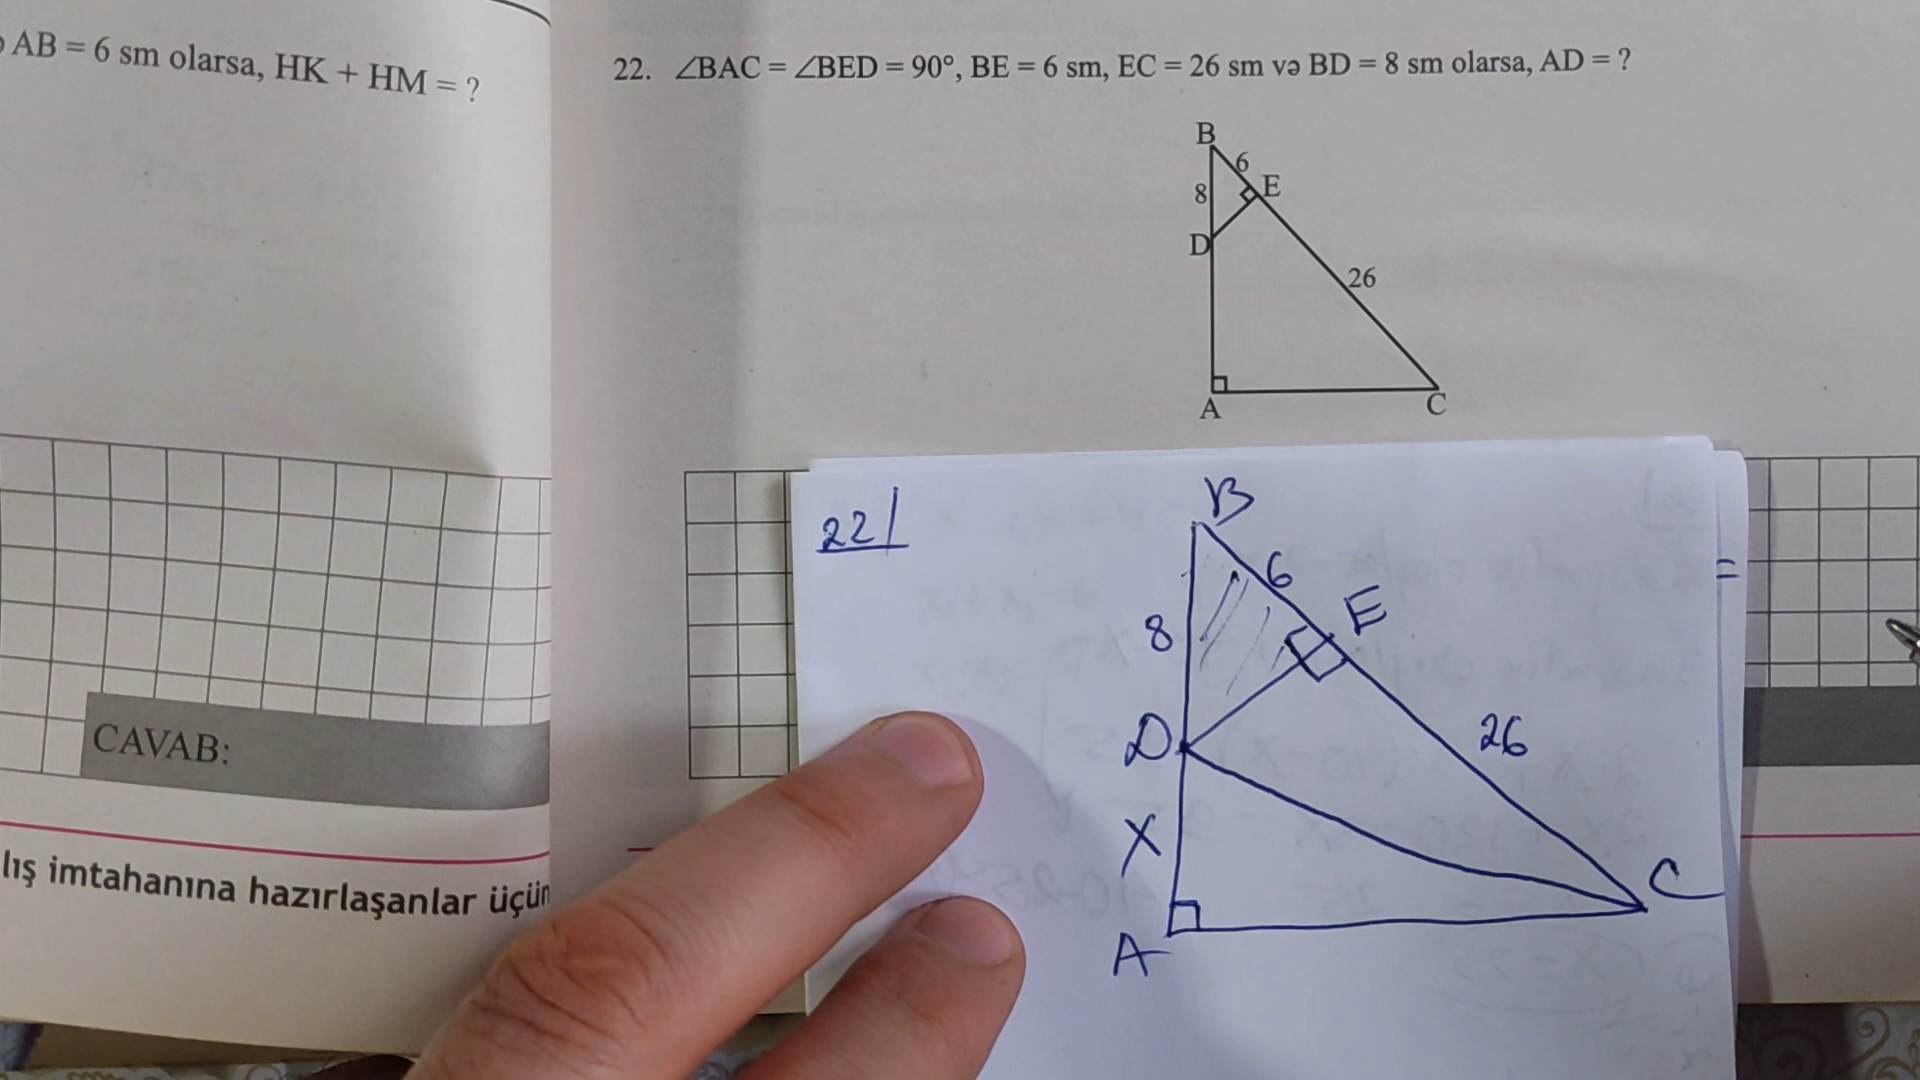 AB = 6 sm olarsa, HK + HM = ?
CAVAB:
lış imtahanına hazırlaşanlar üçün
22. ∠BAC = ∠BED = 90°, BE = 6 sm, EC = 26 sm və BD = 8 sm olarsa, AD = ?
B
6
8
E
D
26
A
C
22
B
6
E
8
D
26
X
C
A
=